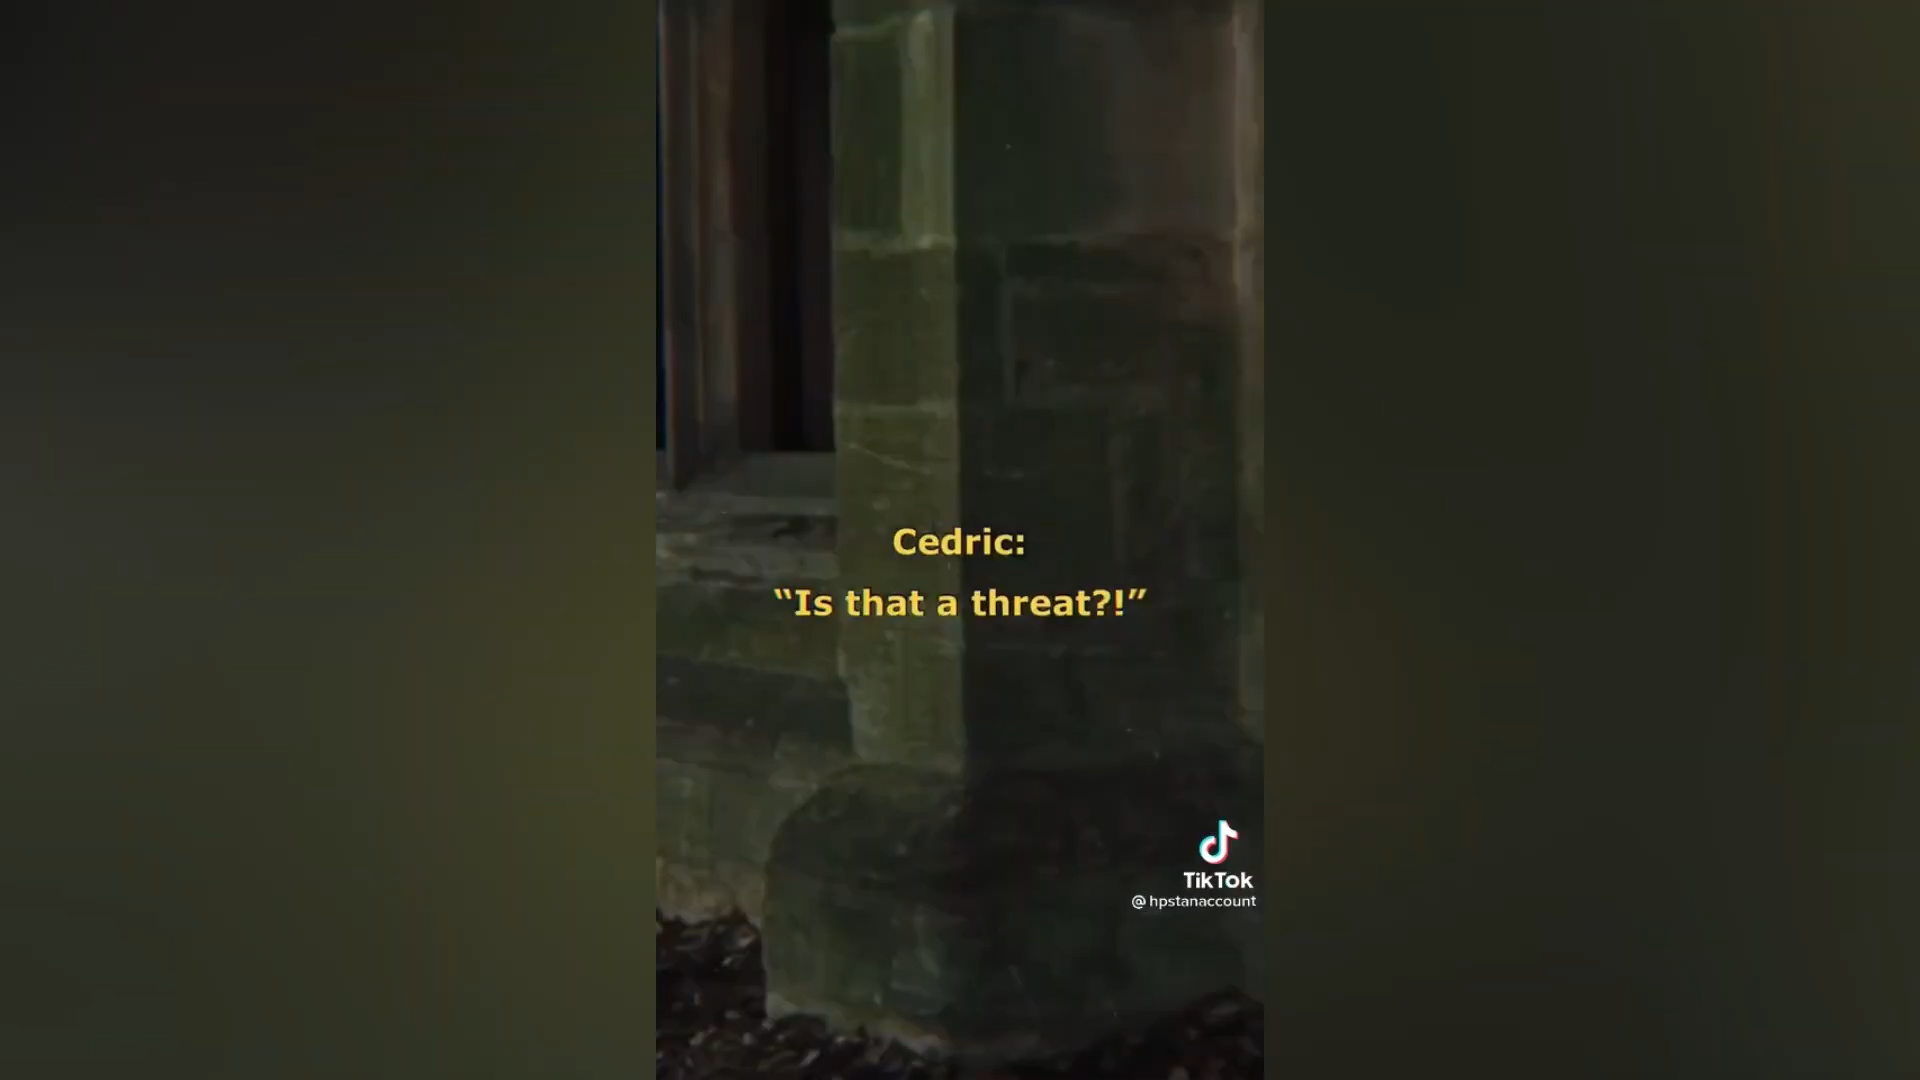 Cedric:
“Is that a threat?!”
TikTok
@hpstanaccount